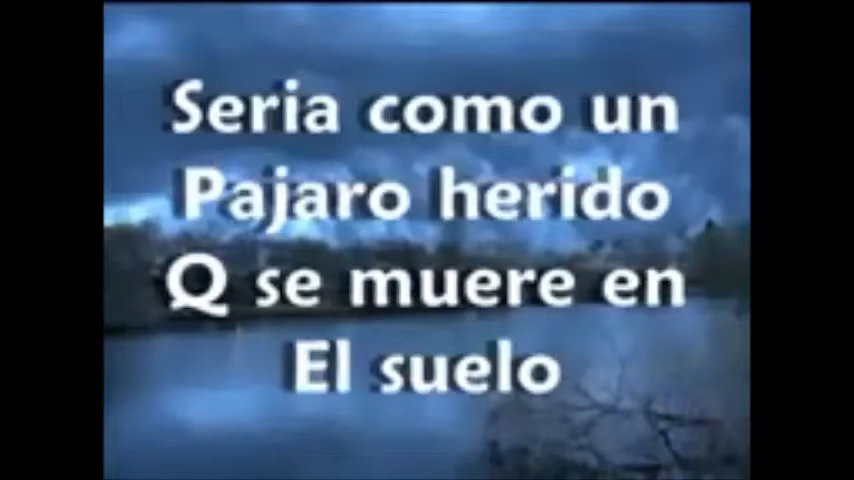 Seria como un
Pajaro herido
Q se muere en
El suelo